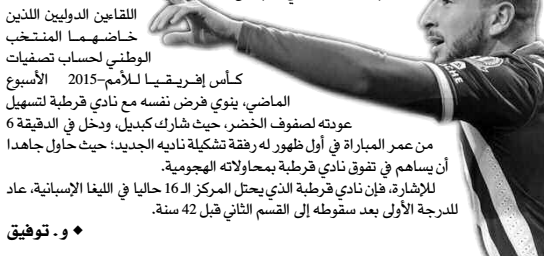 اللقاءين الدوليين اللذين
خاضهما المنتخب
الوطني لحساب تصفيات
كأس إفريقيا للأمم-2015 الأسبوع
الماضي، ينوي فرض نفسه مع نادي قرطبة لتسهيل
عودته لصفوف الخضر، حيث شارك كبديل، ودخل في الدقيقة 6
من عمر المباراة في أول ظهور له رفقة تشكيلة ناديه الجديد؛ حيث حاول جاهدا
أن يساهم في تفوق نادي قرطبة بمحاولاته الهجومية.
للإشارة، فإن نادي قرطبة الذي يحتل المركز الـ 16 حاليا في الليغا الإسبانية، عاد
للدرجة الأولى بعد سقوطه إلى القسم الثاني قبل 42 سنة.
◆ و. توفيق